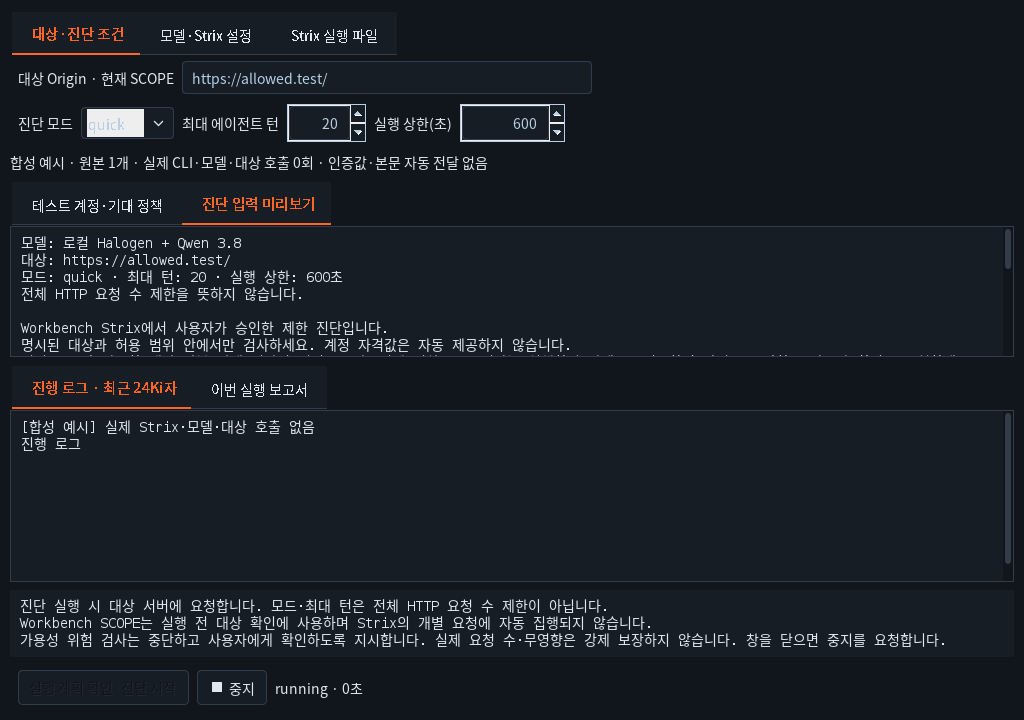 대상·진단 조건 모델·Strix 설정 Strix 실행 파일
대상 Origin · 현재 SCOPE https://allowed.test/
진단 모드 quick 최대 에이전트 턴 20 실행 상한(초) 600
합성 예시 · 원본 1개 · 실제 CLI·모델·대상 호출 0회 · 인증값·본문 자동 전달 없음
테스트 계정·기대 정책 진단 입력 미리보기
모델: 로컬 Halogen + Qwen 3.8
대상: https://allowed.test/
모드: quick · 최대 턴: 20 · 실행 상한: 600초
전체 HTTP 요청 수 제한을 뜻하지 않습니다.
Workbench Strix에서 사용자가 승인한 제한 진단입니다.
명시된 대상과 허용 범위 안에서만 검사하세요. 계정 자격값은 자동 제공하지 않습니다.
진행 로그 · 최근 24Ki자 이번 실행 보고서
[합성 예시] 실제 Strix·모델·대상 호출 없음
진행 로그
진단 실행 시 대상 서버에 요청합니다. 모드·최대 턴은 전체 HTTP 요청 수 제한이 아닙니다.
Workbench SCOPE는 실행 전 대상 확인에 사용하며 Strix의 개별 요청에 자동 집행되지 않습니다.
가용성 위험 검사는 중단하고 사용자에게 확인하도록 지시합니다. 실제 요청 수·무영향은 강제 보장하지 않습니다. 창을 닫으면 중지를 요청합니다.
중지 running · 0초